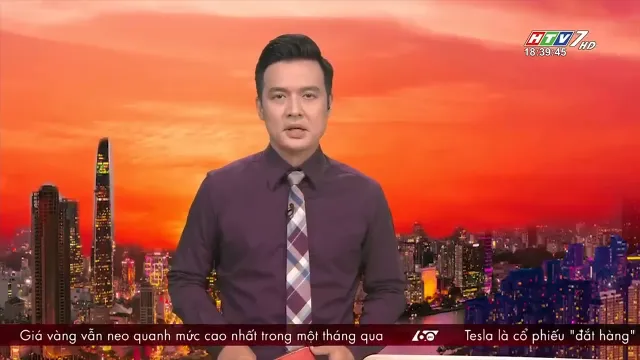 HTV7 HD
18:39:45
Giá vàng vẫn neo quanh mức cao nhất trong một tháng qua
60
Tesla là cổ phiếu "đắt hàng"